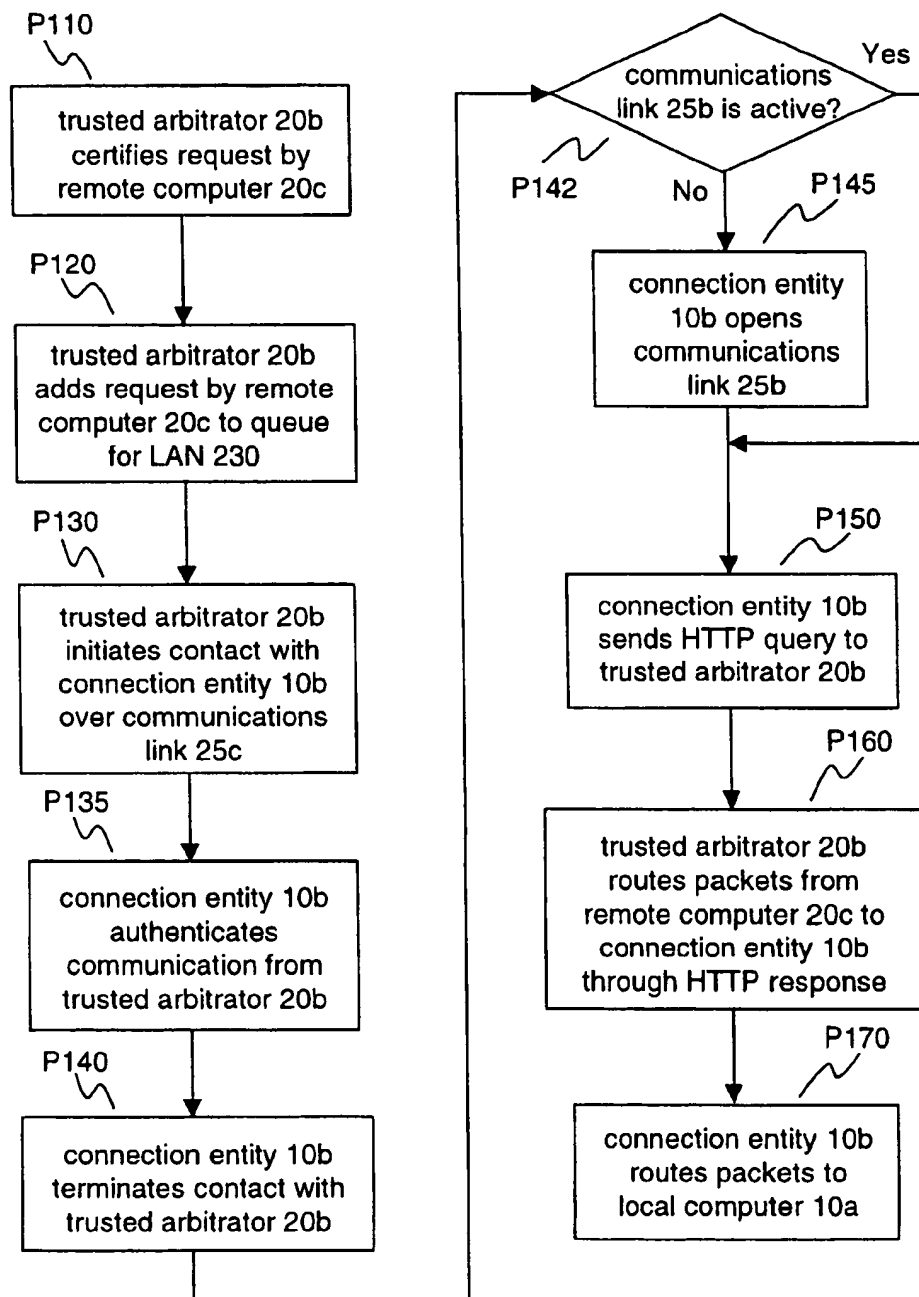 P110
trusted arbitrator 20b
certifies request by
remote computer 20c
P120
trusted arbitrator 20b
adds request by remote
computer 20c to queue
for LAN 230
P130
trusted arbitrator 20b
initiates contact with
connection entity 10b
over communications
link 25c
P135
connection entity 10b
authenticates
communication from
trusted arbitrator 20b
P140
connection entity 10b
terminates contact with
trusted arbitrator 20b
communications
link 25b is active?
Yes
P142
No
P145
connection entity
10b opens
communications
link 25b
P150
connection entity 10b
sends HTTP query to
trusted arbitrator 20b
P160
trusted arbitrator 20b
routes packets from
remote computer 20c to
connection entity 10b
through HTTP response
P170
connection entity 10b
routes packets to
local computer 10a